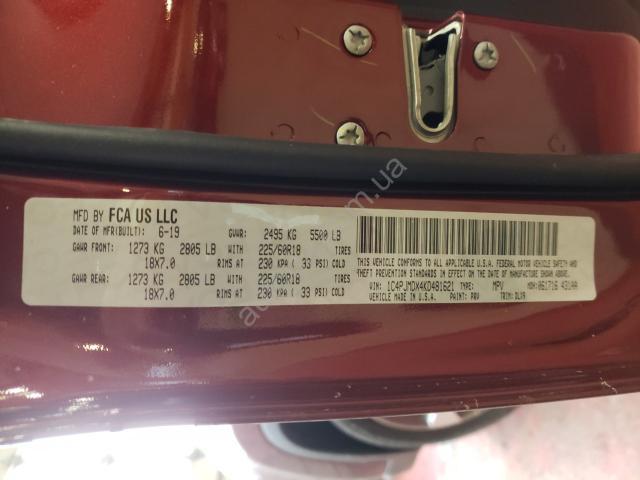 MFD BY FCA US LLC
DATE OF MFR(BUILT): 6-19 GVWR: 2495 KG 5500 LB
GAWR FRONT: 1273 KG 2805 LB WITH 225/60R18 TIRES
18X7.0 RIMS AT 230 KPA ( 33 PSI) COLD
GAWR REAR: 1273 KG 2805 LB WITH 225/60R18 TIRES
18X7.0 RIMS AT 230 KPA ( 33 PSI) COLD
THIS VEHICLE CONFORMS TO ALL APPLICABLE U.S.A. FEDERAL MOTOR VEHICLE SAFETY AND
THEFT PREVENTION STANDARDS IN EFFECT ON THE DATE OF MANUFACTURE SHOWN ABOVE.
VIN: 1C4PJMDX4KD481621 TYPE: MPV MDH: 061716 431AA
VEHICLE MADE IN U.S.A. PAINT: PRV TRIM: DLX9